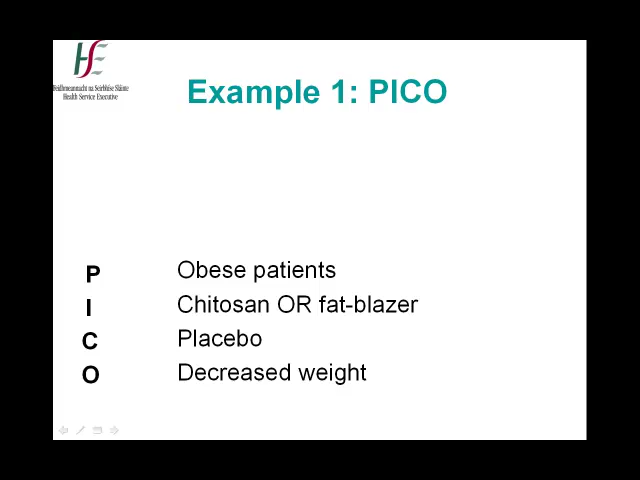 HSE
Feidhmeannacht na Seirbhíse Sláinte
Health Service Executive
Example 1: PICO
P Obese patients
I Chitosan OR fat-blazer
C Placebo
O Decreased weight